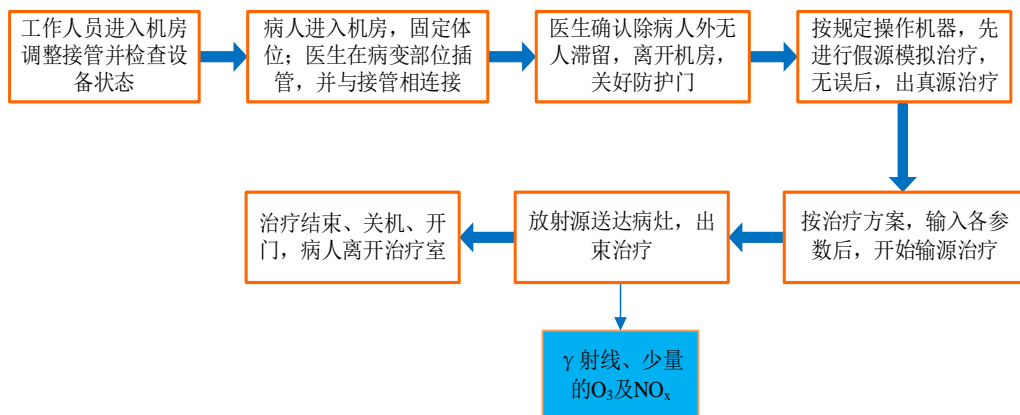 工作人员进入机房
调整接管并检查设
备状态
病人进入机房，固定体
位；医生在病变部位插
管，并与接管相连接
医生确认除病人外无
人滞留，离开机房，
关好防护门
按规定操作机器，先
进行假源模拟治疗，
无误后，出真源治疗
按治疗方案，输入各参
数后，开始输源治疗
放射源送达病灶，出
束治疗
治疗结束、关机、开
门，病人离开治疗室
γ 射线、少量
的O₃及NOₓ